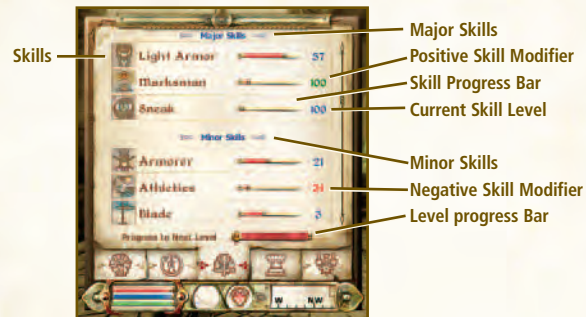 Major Skills
Major Skills
Skills
Light Armor 57
Positive Skill Modifier
Marksman 100
Skill Progress Bar
Sneak 100
Current Skill Level
Minor Skills
Minor Skills
Armorer 21
Athletics 24
Negative Skill Modifier
Blade
Level progress Bar
Progress to Next Level
W NW